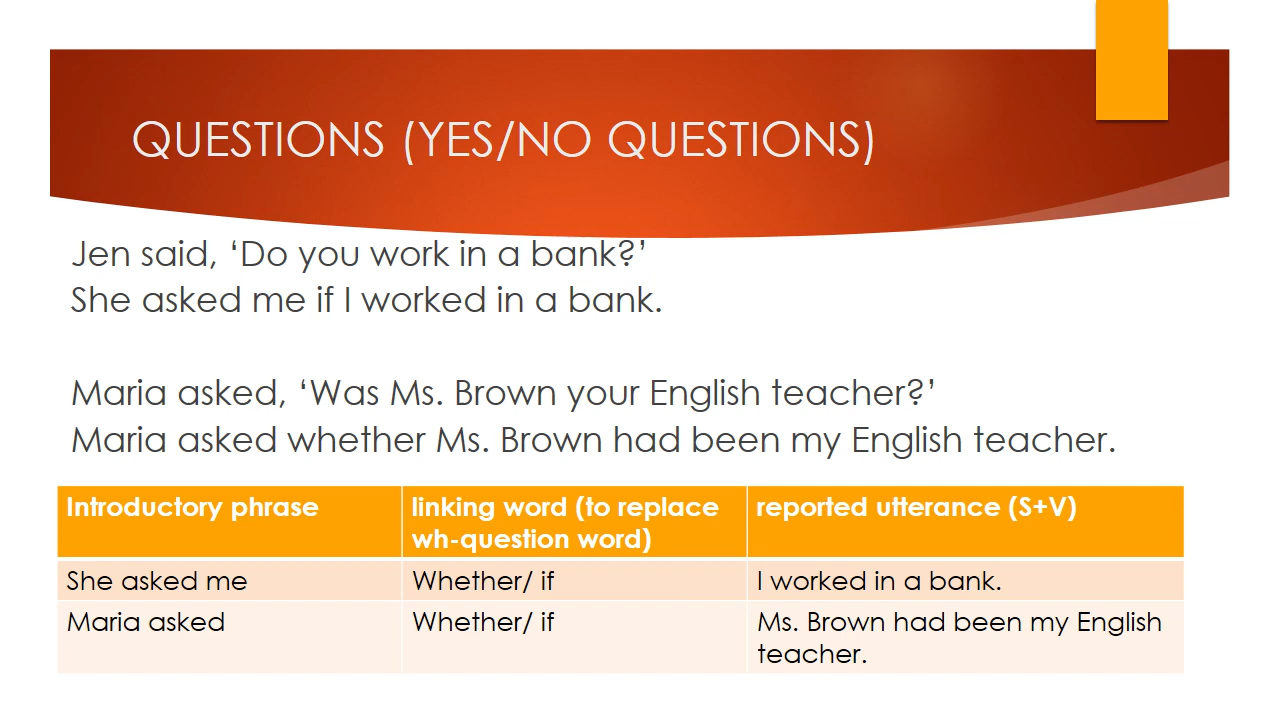 QUESTIONS (YES/NO QUESTIONS)
Jen said, ‘Do you work in a bank?’
She asked me if I worked in a bank.
Maria asked, ‘Was Ms. Brown your English teacher?’
Maria asked whether Ms. Brown had been my English teacher.
Introductory phrase
linking word (to replace
wh-question word)
reported utterance (S+V)
She asked me
Whether/ if
I worked in a bank.
Maria asked
Whether/ if
Ms. Brown had been my English
teacher.